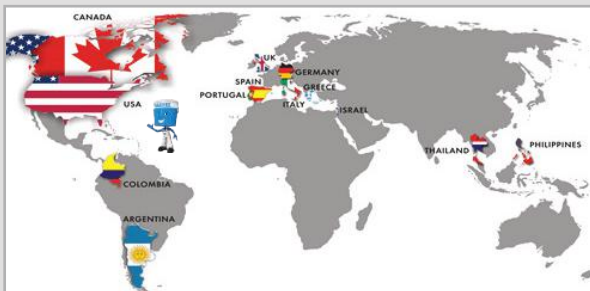 CANADA
USA
UK
GERMANY
SPAIN
GREECE
PORTUGAL
ITALY
ISRAEL
THAILAND
PHILIPPINES
COLOMBIA
ARGENTINA